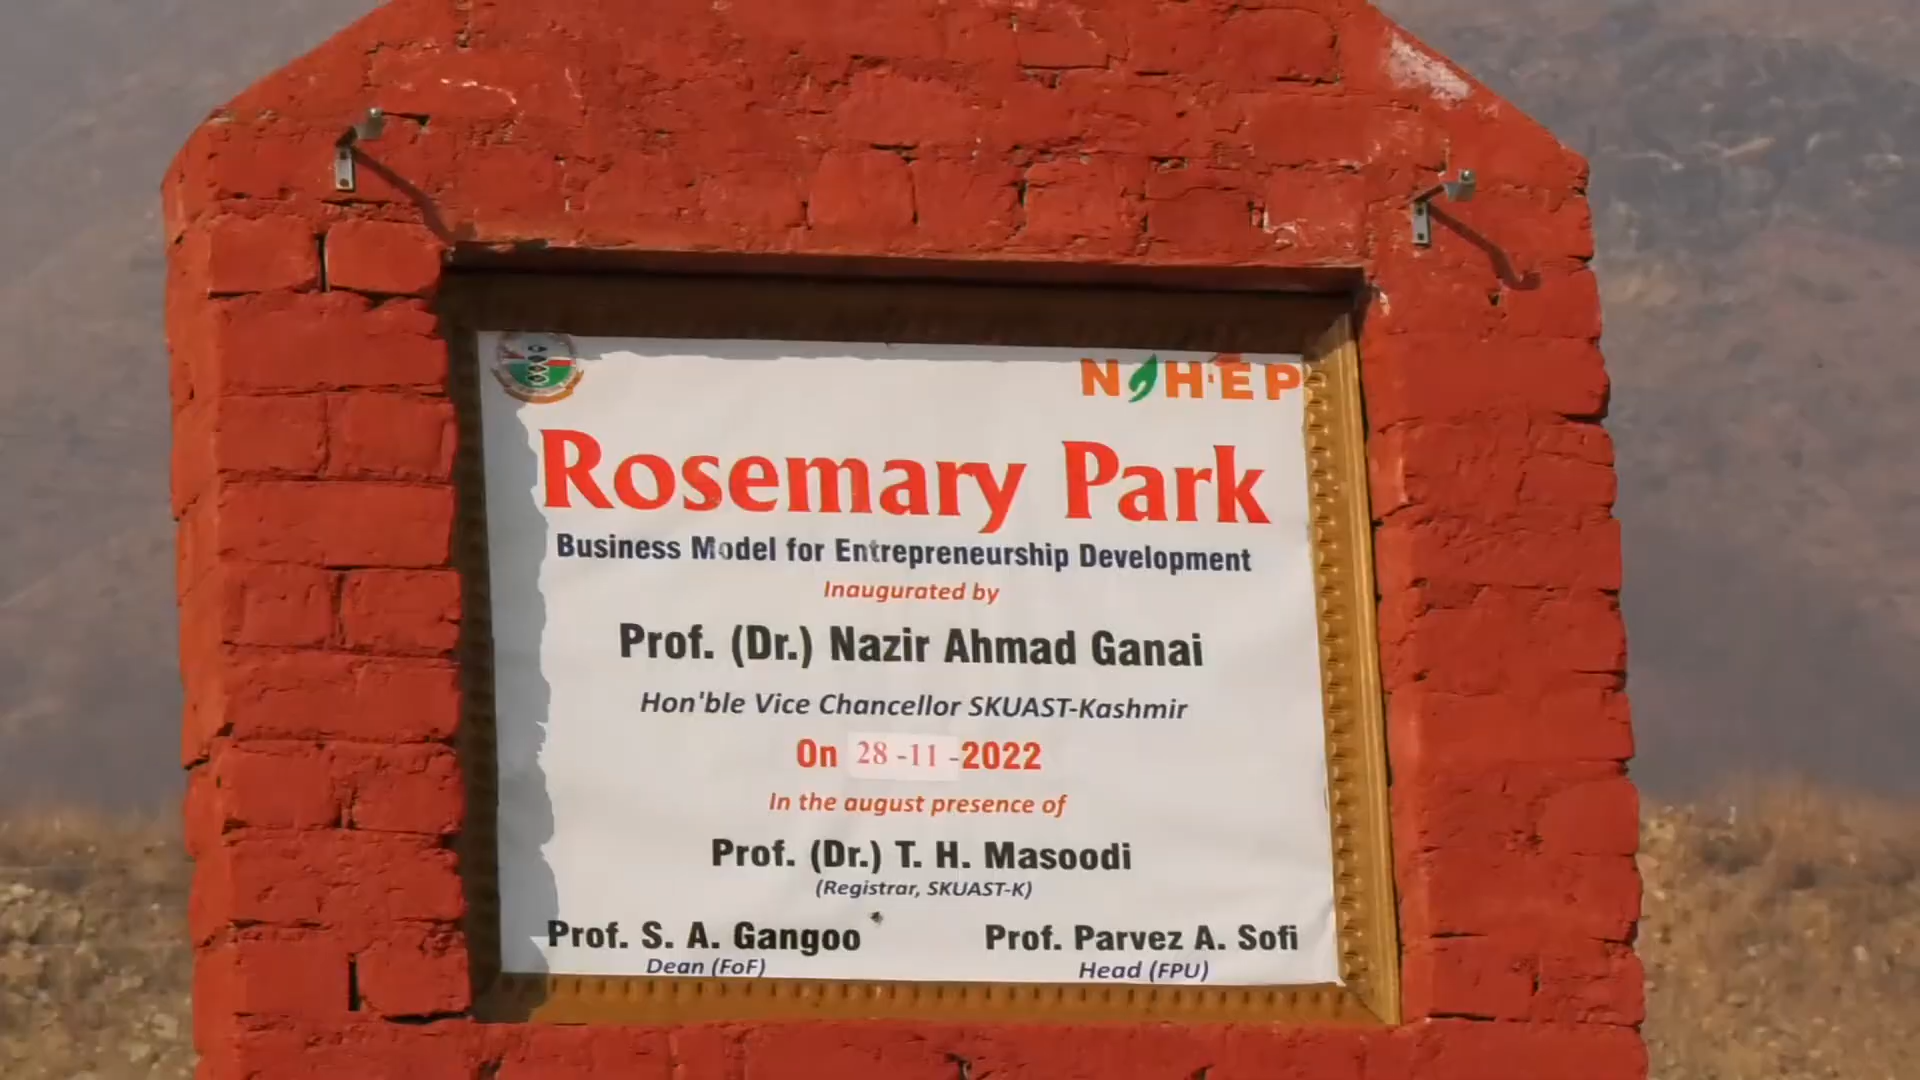 NAHEP
Rosemary Park
Business Model for Entrepreneurship Development
Inaugurated by
Prof. (Dr.) Nazir Ahmad Ganai
Hon'ble Vice Chancellor SKUAST-Kashmir
On 28-11-2022
In the august presence of
Prof. (Dr.) T. H. Masoodi
(Registrar, SKUAST-K)
Prof. S. A. Gangoo Prof. Parvez A. Sofi
Dean (FoF) Head (FPU)